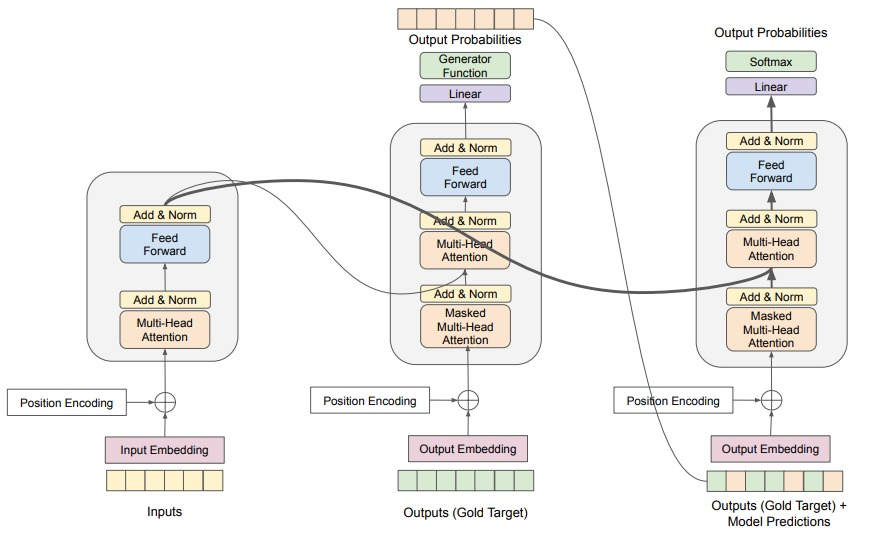 Add & Norm
Feed
Forward
Add & Norm
Multi-Head
Attention
Position Encoding
Input Embedding
Inputs
Output Probabilities
Generator
Function
Linear
Add & Norm
Feed
Forward
Add & Norm
Multi-Head
Attention
Add & Norm
Masked
Multi-Head
Attention
Position Encoding
Output Embedding
Outputs (Gold Target)
Output Probabilities
Softmax
Linear
Add & Norm
Feed
Forward
Add & Norm
Multi-Head
Attention
Add & Norm
Masked
Multi-Head
Attention
Position Encoding
Output Embedding
Outputs (Gold Target) +
Model Predictions